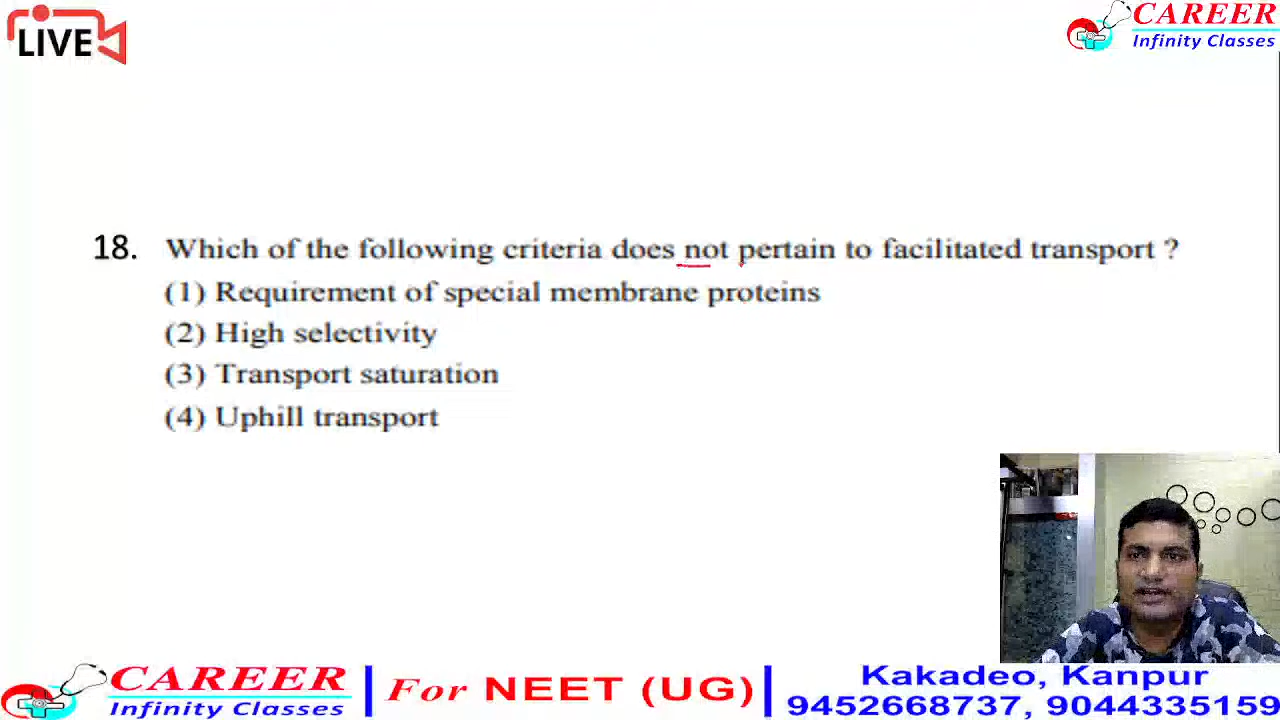 LIVE
CAREER
Infinity Classes
18. Which of the following criteria does not pertain to facilitated transport ?
(1) Requirement of special membrane proteins
(2) High selectivity
(3) Transport saturation
(4) Uphill transport
CAREER
Infinity Classes
For NEET (UG)
Kakadeo, Kanpur
9452668737, 9044335159